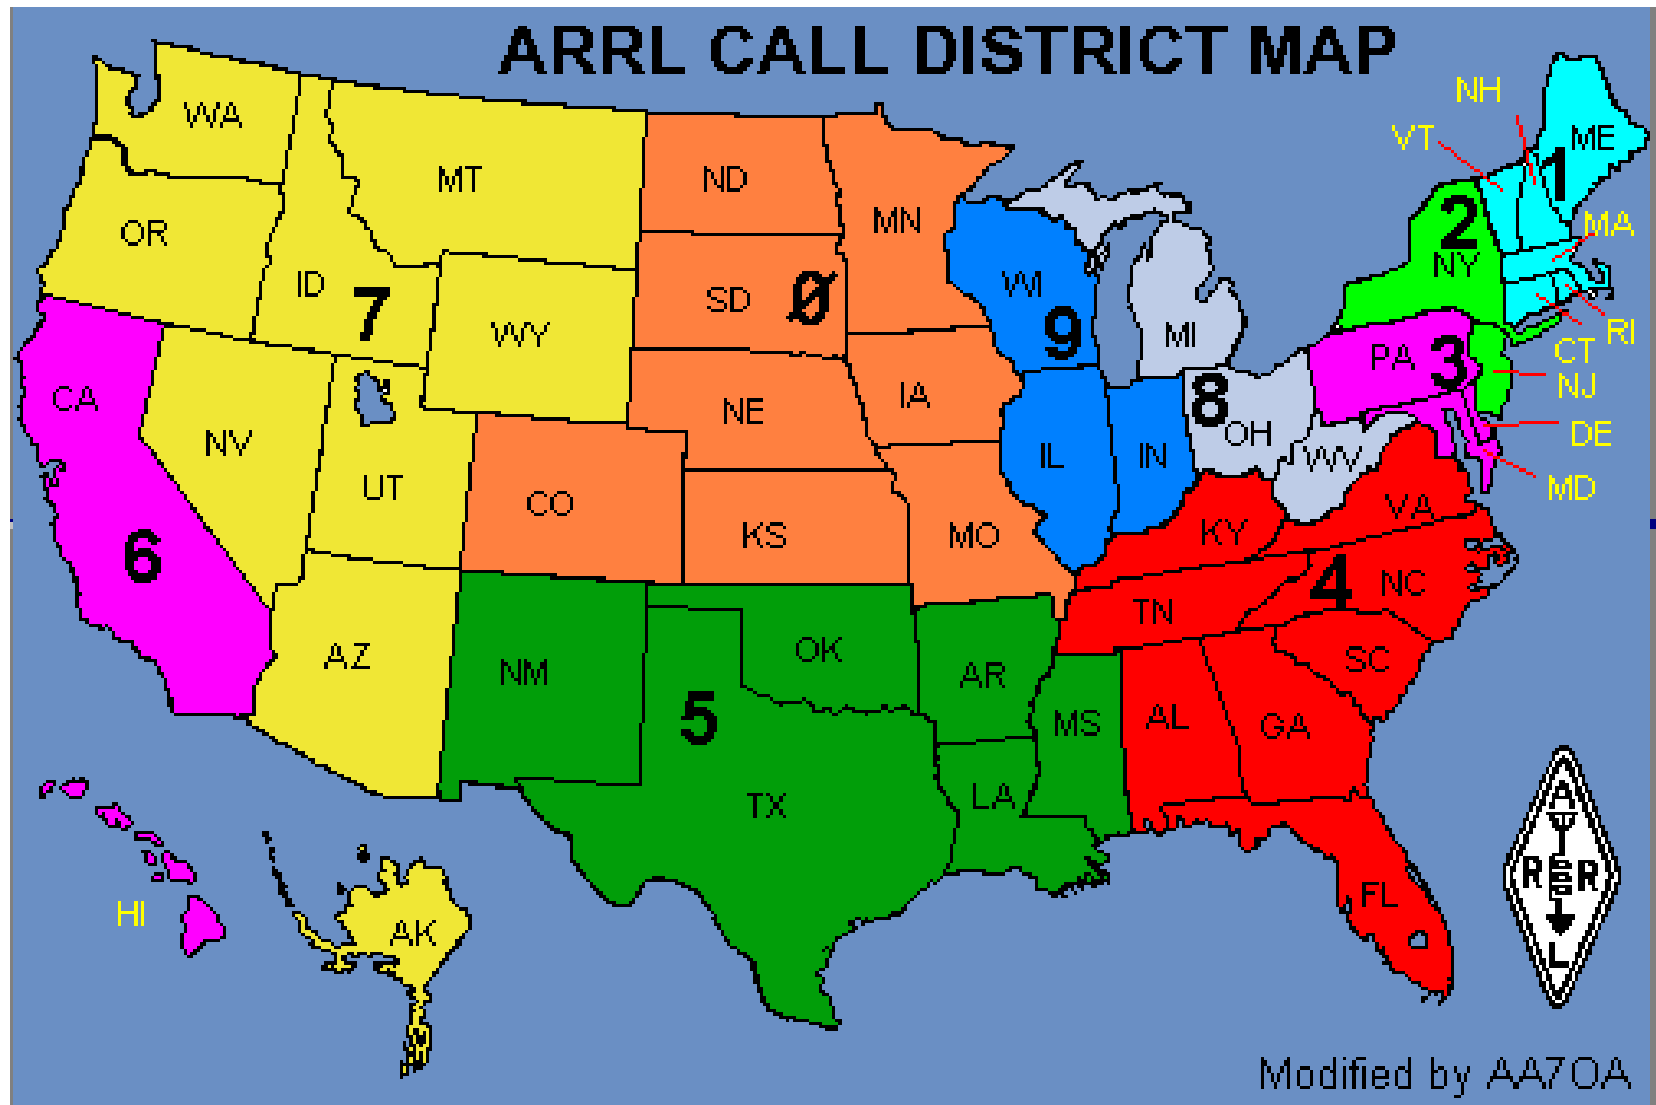 ARRL CALL DISTRICT MAP
NH
WA
VT
ME
1
MT
ND
MN
OR
2
MA
NY
ID
7
SD
0
WI
9
WY
MI
RI
PA
3
CT
CA
NE
IA
8
NJ
NV
OH
DE
UT
CO
IL
IN
WV
MD
KS
MO
KY
VA
6
TN
4
NC
AZ
NM
OK
AR
SC
5
MS
AL
GA
TX
LA
HI
AK
FL
A
R R
L
Modified by AA7OA